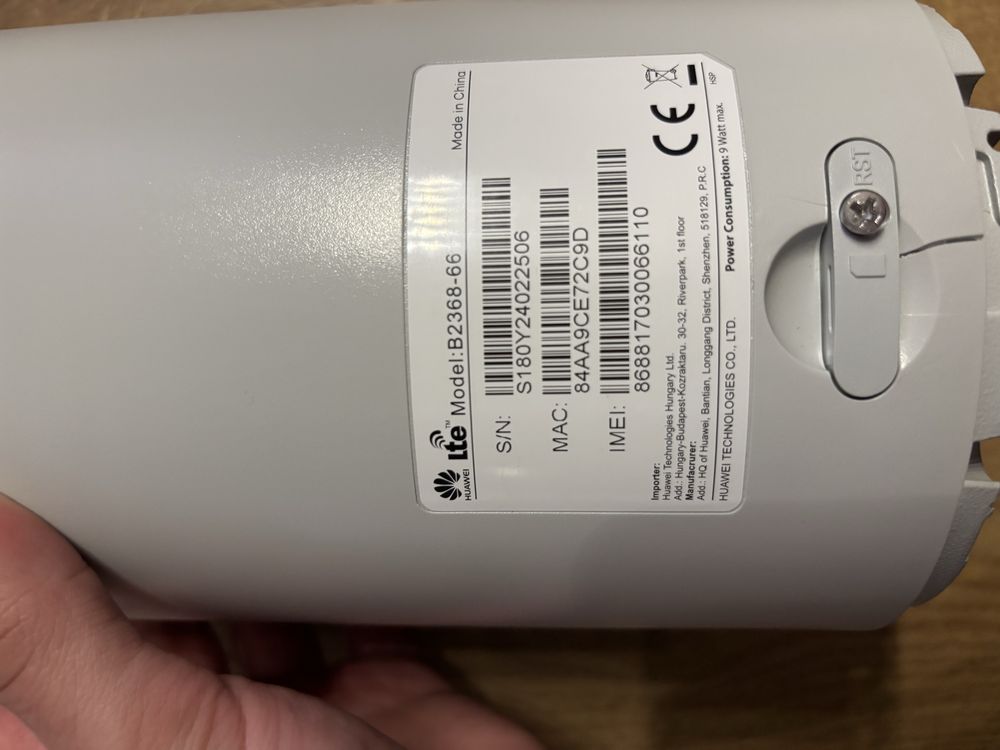 HUAWEI
Lte™ Model:B2368-66 Made in China
S/N: S180Y24022506
MAC: 84AA9CE72C9D
IMEI: 868817030066110
Importer:
Huawei Technologies Hungary Ltd.
Add.: Hungary-Budapest-Kozraktaru. 30-32, Riverpark, 1st floor
Manufacrurer:
Add.: HQ of Huawei, Bantian, Longgang District, Shenzhen, 518129, P.R.C
HUAWEI TECHNOLOGIES CO., LTD. Power Consumption: 9 Watt max.
CE
HSP
RST